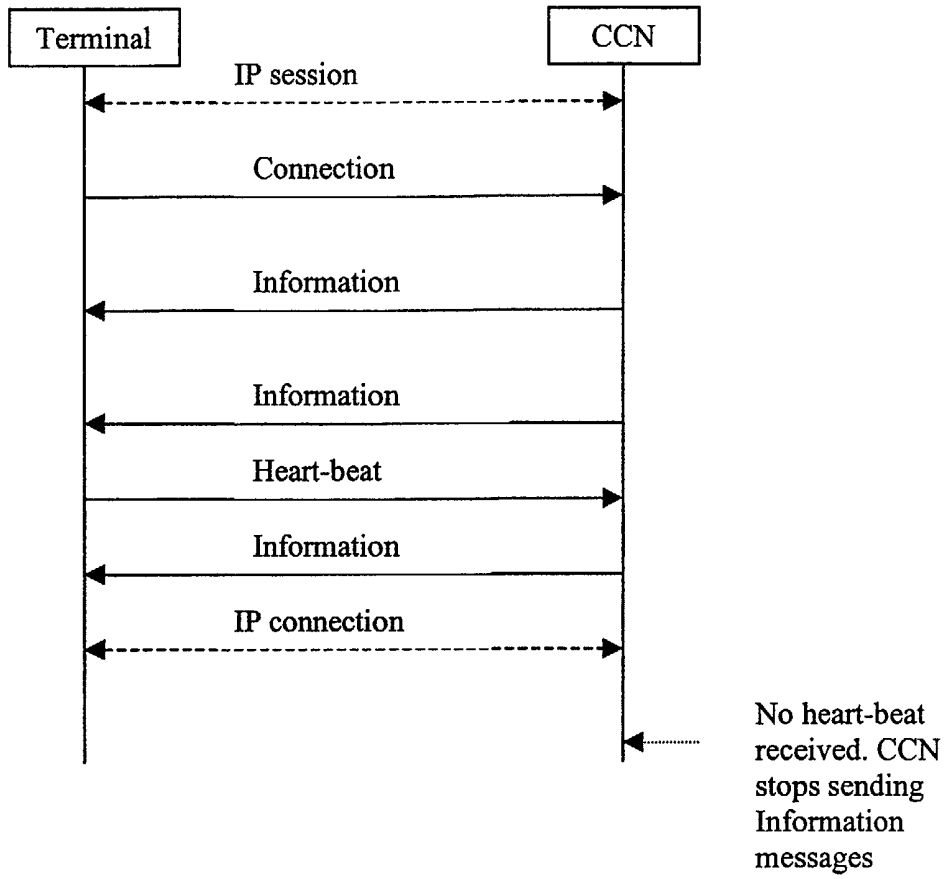 Terminal
CCN
IP session
Connection
Information
Information
Heart-beat
Information
IP connection
No heart-beat
received. CCN
stops sending
Information
messages